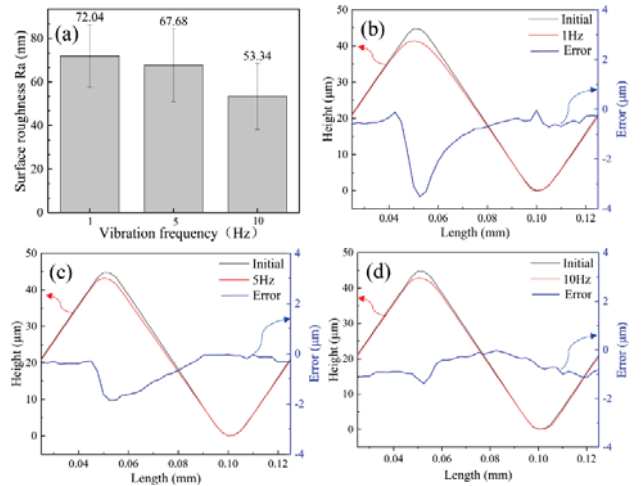 (a)
72.04
67.68
53.34
Surface roughness Ra (nm)
80
60
40
20
0
1
5
10
Vibration frequency（Hz）
(b)
Initial
1Hz
Error
Height (μm)
50
40
30
20
10
0
Error (μm)
4
2
0
-2
-4
0.04
0.06
0.08
0.10
0.12
Length (mm)
(c)
Initial
5Hz
Error
Height (μm)
50
40
30
20
10
0
Error (μm)
4
2
0
-2
-4
0.04
0.06
0.08
0.10
0.12
Length (mm)
(d)
Initial
10Hz
Error
Height (μm)
50
40
30
20
10
0
Error (μm)
4
2
0
-2
-4
0.04
0.06
0.08
0.10
0.12
Length (mm)